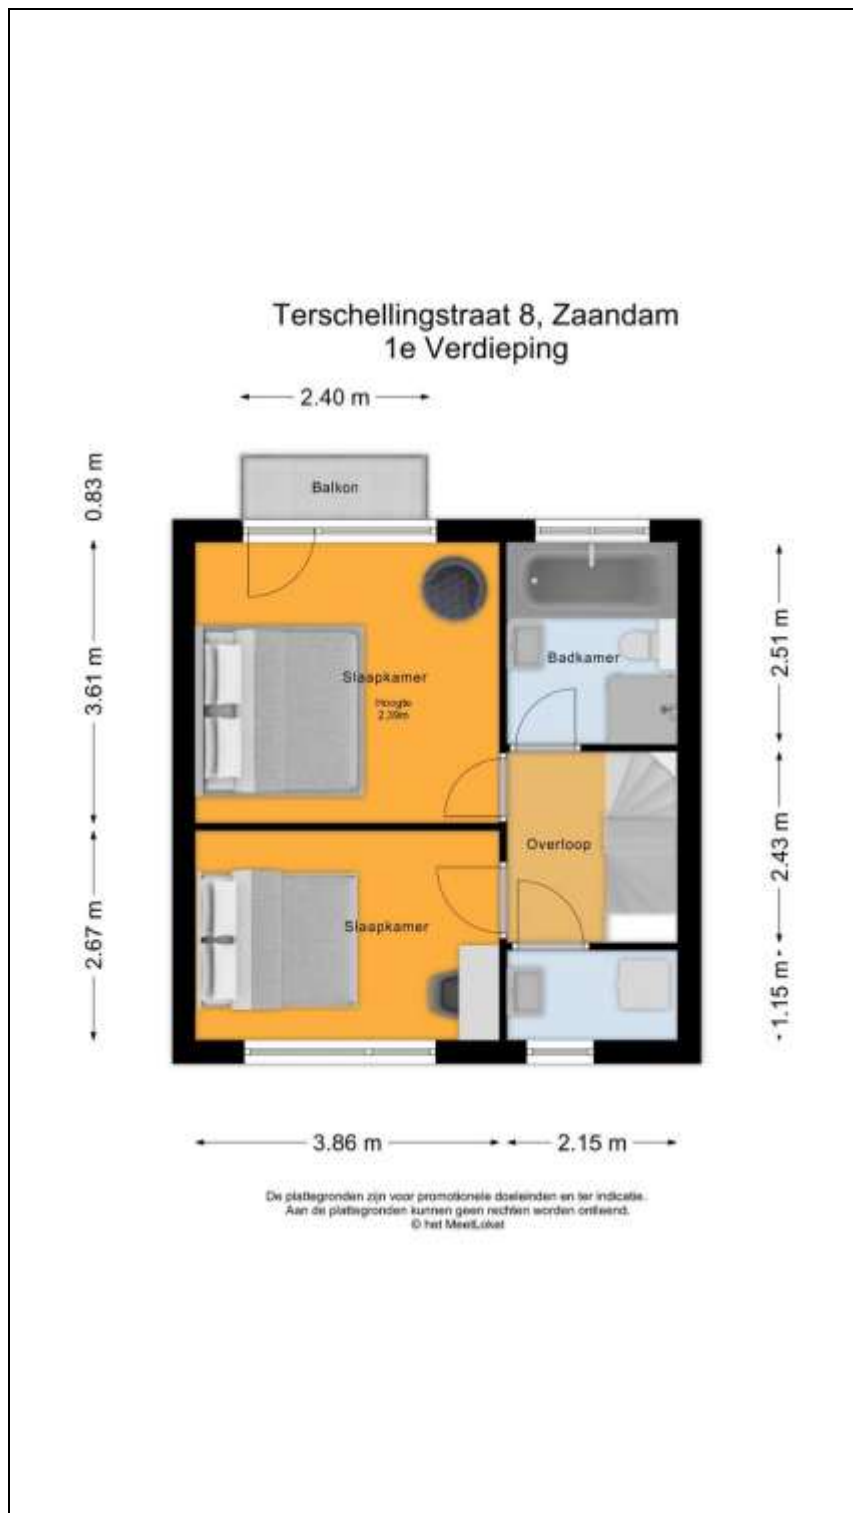 Terschellingstraat 8, Zaandam
1e Verdieping
2.40 m
0.83 m
Balkon
3.61 m
Slaapkamer
Hoogte
2.39m
Badkamer
2.51 m
Overloop
2.43 m
2.67 m
Slaapkamer
1.15 m
3.86 m
2.15 m
De plattegronden zijn voor promotionele doeleinden en ter indicatie.
Aan de plattegronden kunnen geen rechten worden ontleend.
© het MeetLoket